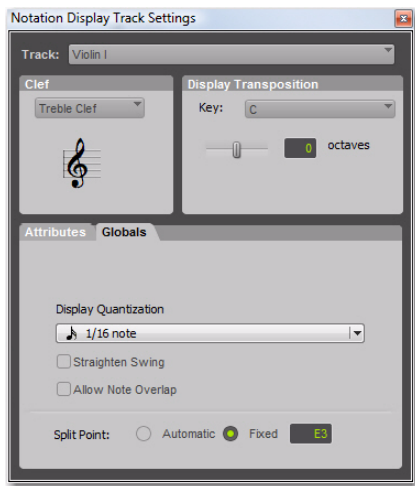 Notation Display Track Settings
Track: Violin I
Clef
Treble Clef
Display Transposition
Key: C
0 octaves
Attributes Globals
Display Quantization
1/16 note
Straighten Swing
Allow Note Overlap
Split Point: Automatic Fixed E3